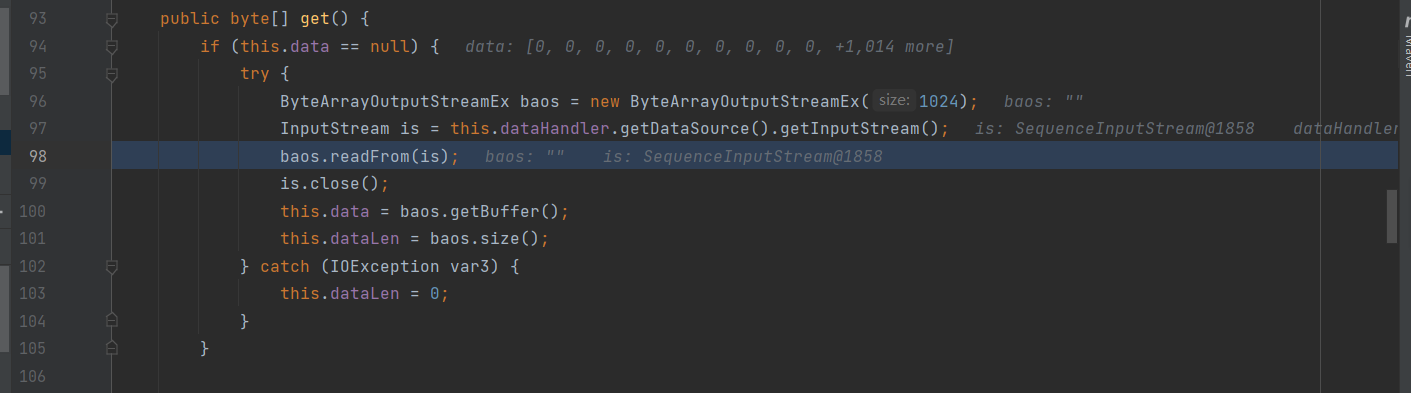 93 public byte[] get() {
94 if (this.data == null) { data: [0, 0, 0, 0, 0, 0, 0, 0, 0, 0, +1,014 more]
95 try {
96 ByteArrayOutputStreamEx baos = new ByteArrayOutputStreamEx( size: 1024); baos: ""
97 InputStream is = this.dataHandler.getDataSource().getInputStream(); is: SequenceInputStream@1858 dataHandler
98 baos.readFrom(is); baos: "" is: SequenceInputStream@1858
99 is.close();
100 this.data = baos.getBuffer();
101 this.dataLen = baos.size();
102 } catch (IOException var3) {
103 this.dataLen = 0;
104 }
105 }
106
Maven